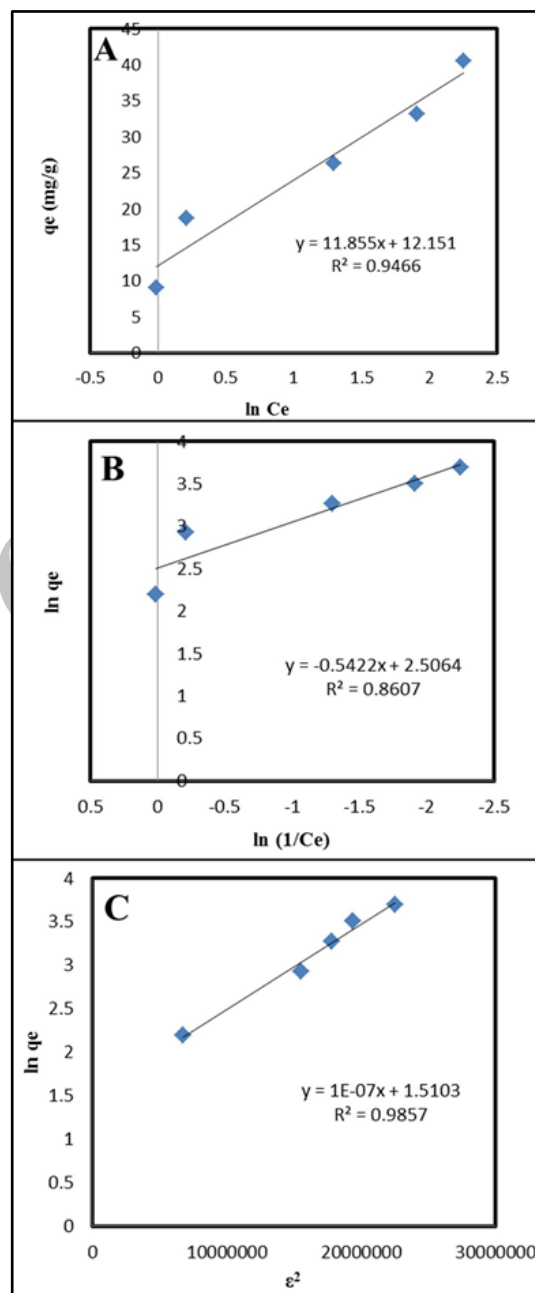 A
45
40
35
30
25
20
15
10
5
0
qe (mg/g)
y = 11.855x + 12.151
R² = 0.9466
-0.5 0 0.5 1 1.5 2 2.5
ln Ce
B
4
3.5
3
2.5
2
1.5
1
0.5
0
ln qe
y = -0.5422x + 2.5064
R² = 0.8607
0.5 0 -0.5 -1 -1.5 -2 -2.5
ln (1/Ce)
C
4
3.5
3
2.5
2
1.5
1
0.5
0
ln qe
y = 1E-07x + 1.5103
R² = 0.9857
0 10000000 20000000 30000000
ε²